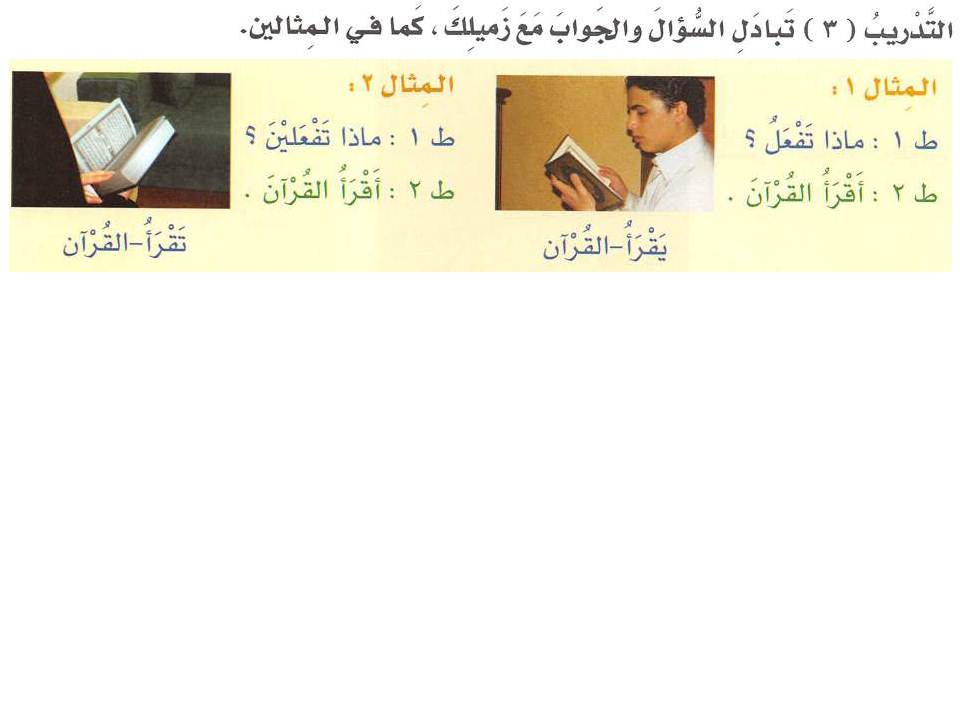 التَّدْريبُ ( ٣ ) تَبادَلِ السُّؤالَ والجَوابَ مَعَ زَميلِكَ ، كَما في المِثالين.
المِثال ١ :
ط ١ : ماذا تَفْعَلُ ؟
ط ٢ : أَقْرَأُ القُرْآنَ .
يَقْرَأُ-القُرْآن
المِثال ٢ :
ط ١ : ماذا تَفْعَليْنَ ؟
ط ٢ : أَقْرَأُ القُرْآنَ .
تَقْرَأُ-القُرْآن